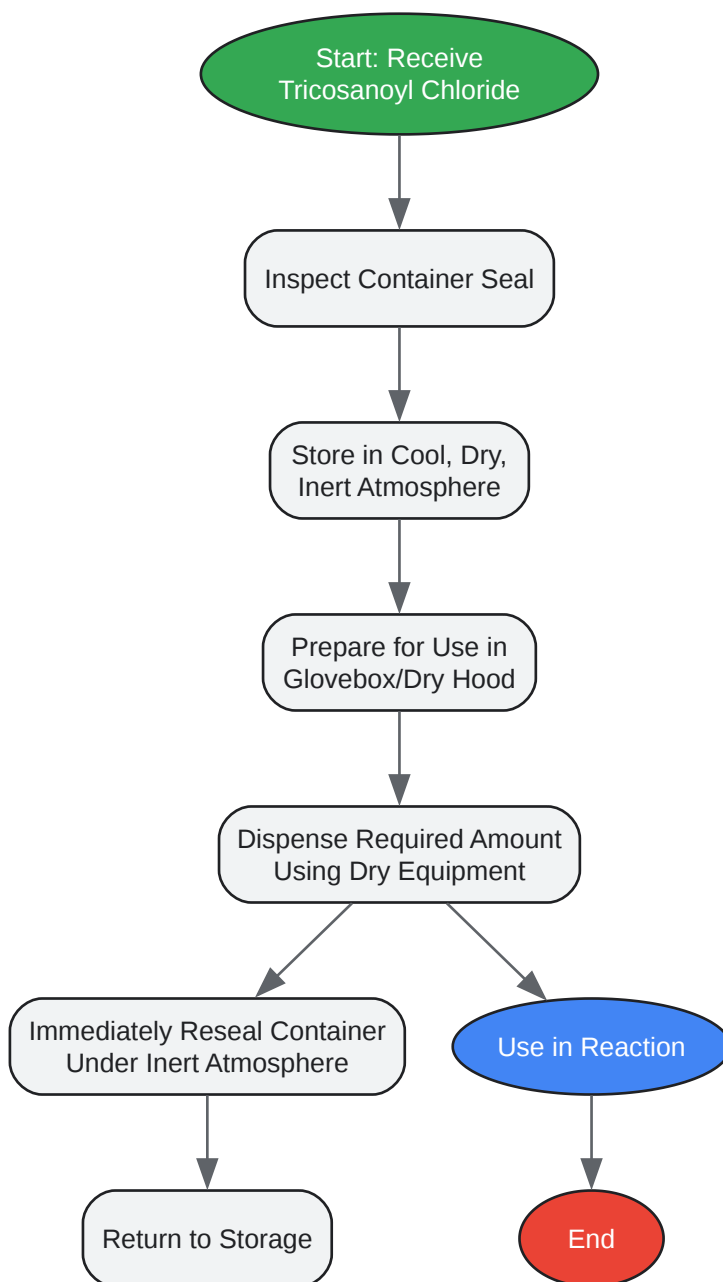 Start: Receive
Tricosanoyl Chloride
Inspect Container Seal
Store in Cool, Dry,
Inert Atmosphere
Prepare for Use in
Glovebox/Dry Hood
Dispense Required Amount
Using Dry Equipment
Immediately Reseal Container
Under Inert Atmosphere
Use in Reaction
Return to Storage
End